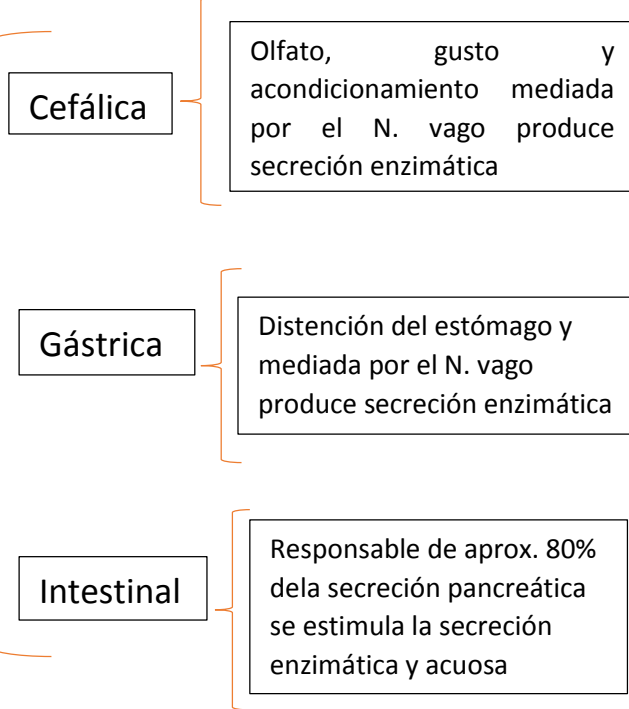 Cefálica
Olfato, gusto y
acondicionamiento mediada
por el N. vago produce
secreción enzimática
Gástrica
Distención del estómago y
mediada por el N. vago
produce secreción enzimática
Intestinal
Responsable de aprox. 80%
dela secreción pancreática
se estimula la secreción
enzimática y acuosa